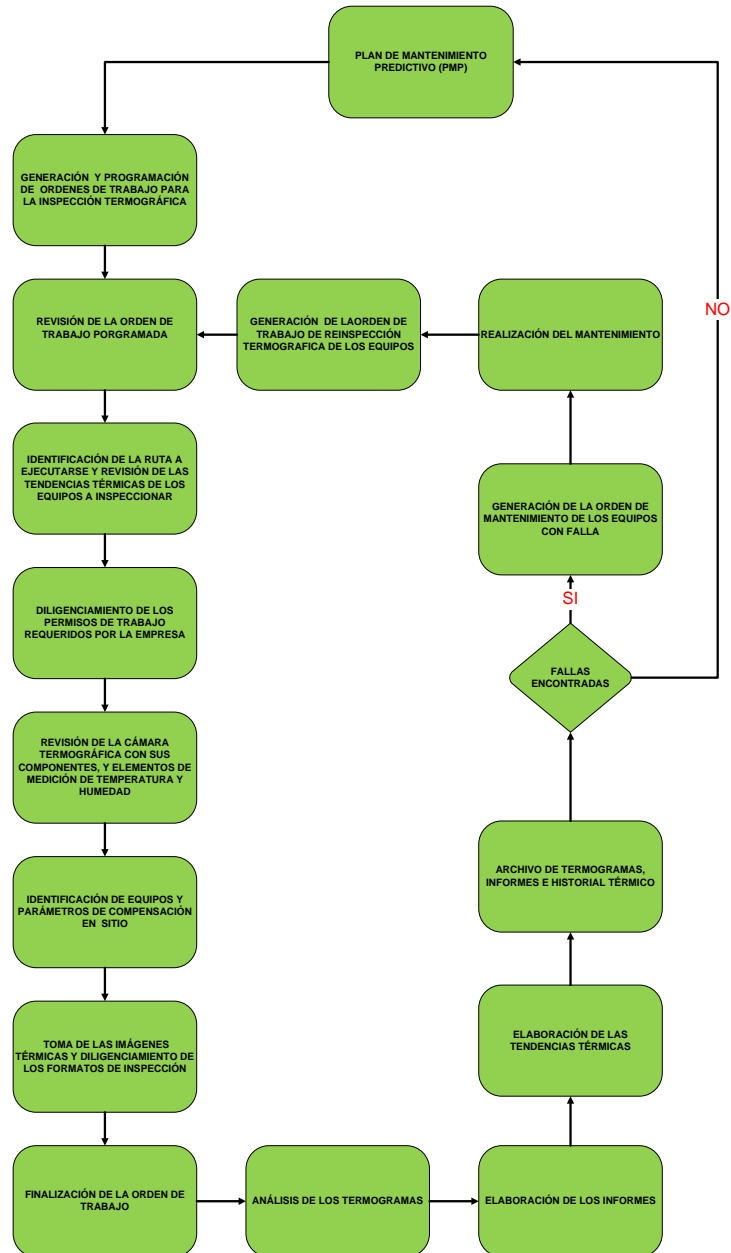 PLAN DE MANTENIMIENTO
PREDICTIVO (PMP)
GENERACIÓN Y PROGRAMACIÓN
DE ORDENES DE TRABAJO PARA
LA INSPECCIÓN TERMOGRÁFICA
REVISIÓN DE LA ORDEN DE
TRABAJO PORGRAMADA
GENERACIÓN DE LAORDEN DE
TRABAJO DE REINSPECCIÓN
TERMOGRAFICA DE LOS EQUIPOS
REALIZACIÓN DEL MANTENIMIENTO
NO
IDENTIFICACIÓN DE LA RUTA A
EJECUTARSE Y REVISIÓN DE LAS
TENDENCIAS TÉRMICAS DE LOS
EQUIPOS A INSPECCIONAR
GENERACIÓN DE LA ORDEN DE
MANTENIMIENTO DE LOS EQUIPOS
CON FALLA
SI
DILIGENCIAMIENTO DE LOS
PERMISOS DE TRABAJO
REQUERIDOS POR LA EMPRESA
FALLAS
ENCONTRADAS
REVISIÓN DE LA CÁMARA
TERMOGRÁFICA CON SUS
COMPONENTES, Y ELEMENTOS DE
MEDICIÓN DE TEMPERATURA Y
HUMEDAD
IDENTIFICACIÓN DE EQUIPOS Y
PARÁMETROS DE COMPENSACIÓN
EN SITIO
ARCHIVO DE TERMOGRAMAS,
INFORMES E HISTORIAL TÉRMICO
TOMA DE LAS IMÁGENES
TÉRMICAS Y DILIGENCIAMIENTO DE
LOS FORMATOS DE INSPECCIÓN
ELABORACIÓN DE LAS
TENDENCIAS TÉRMICAS
FINALIZACIÓN DE LA ORDEN DE
TRABAJO
ANÁLISIS DE LOS TERMOGRAMAS
ELABORACIÓN DE LOS INFORMES